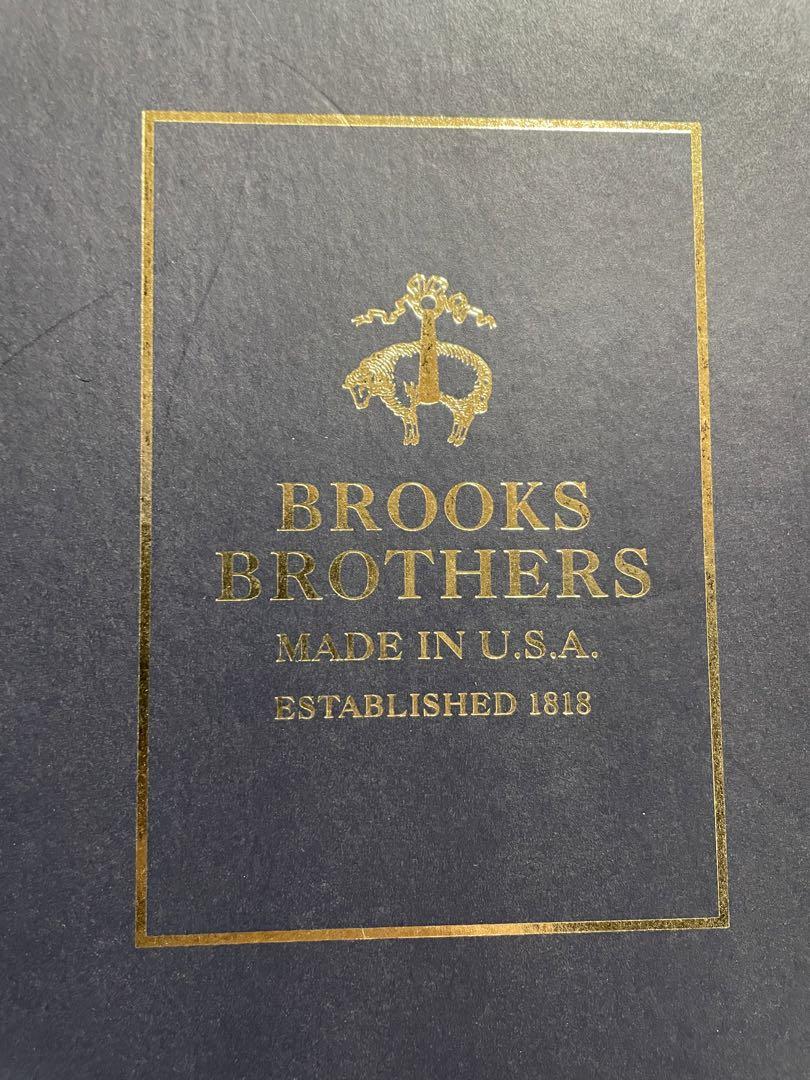 BROOKS
BROTHERS
MADE IN U.S.A.
ESTABLISHED 1818